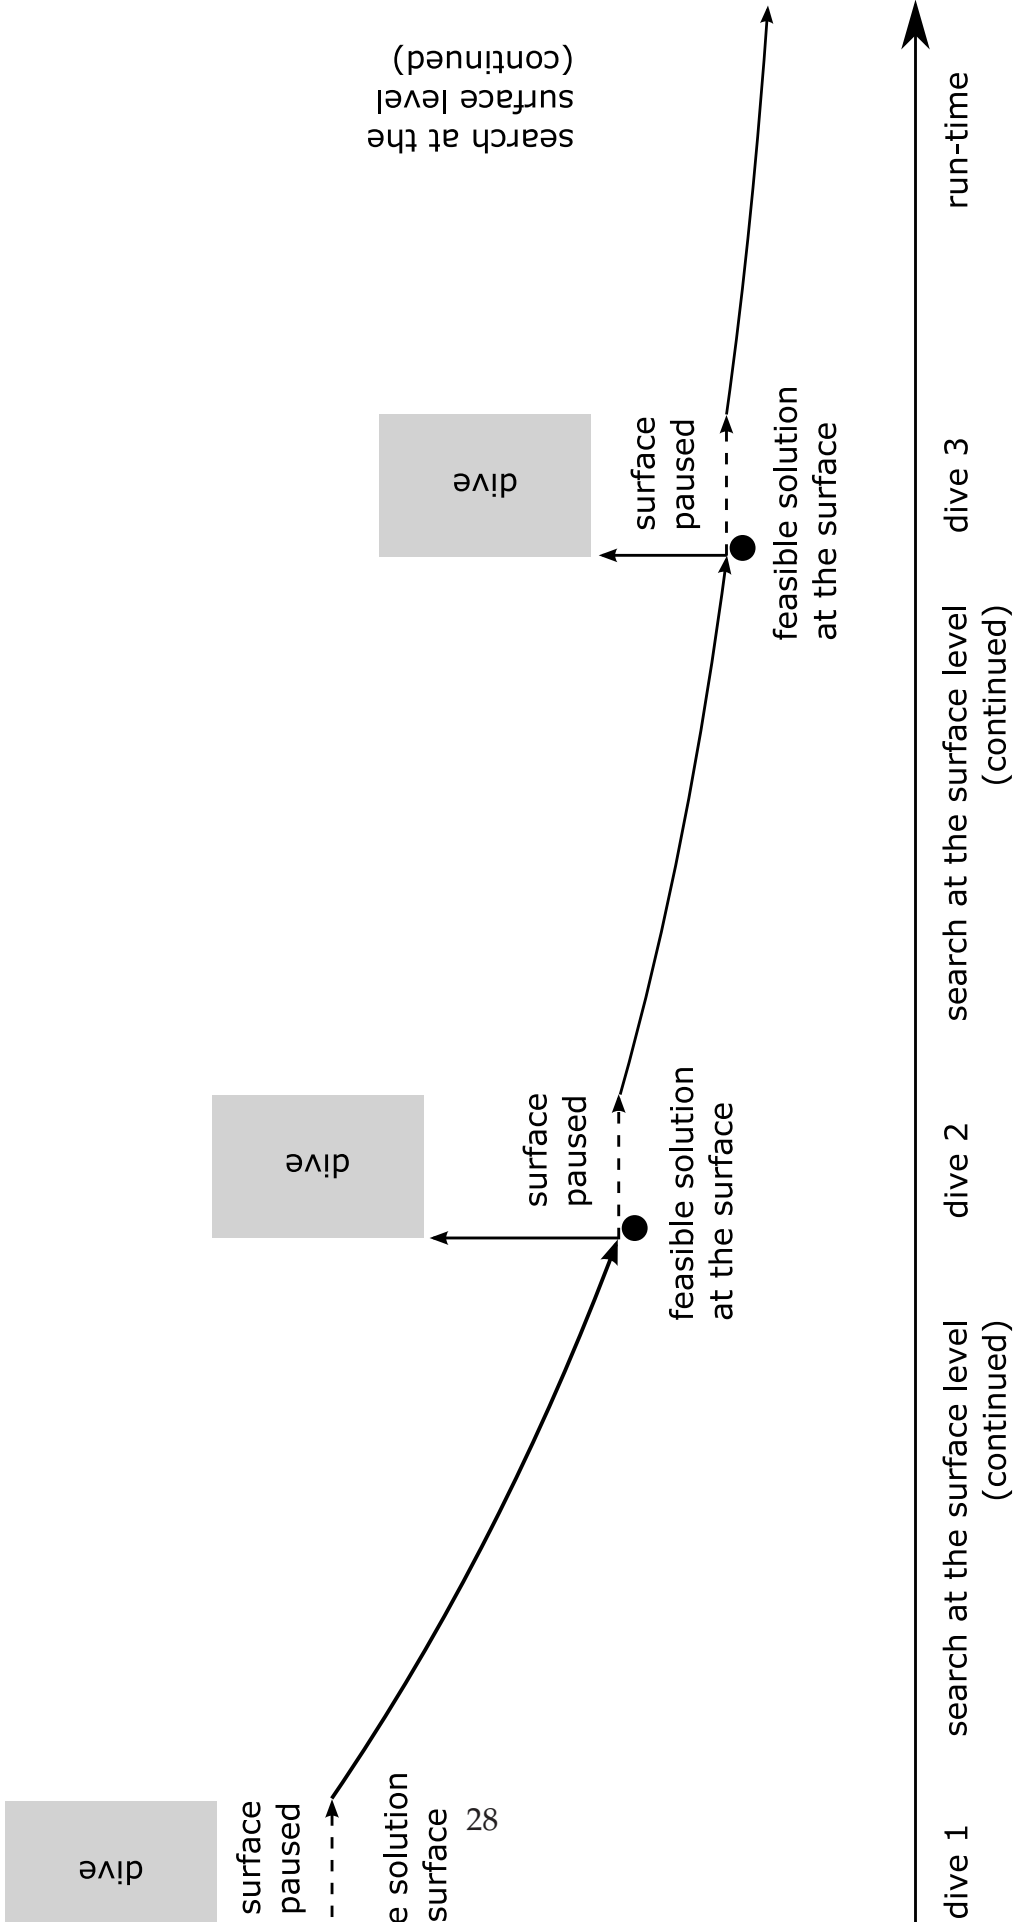 search at the
surface level
(continued)
dive
surface
paused
e solution
surface
dive
surface
paused
feasible solution
at the surface
dive
surface
paused
feasible solution
at the surface
dive 1
search at the surface level
(continued)
dive 2
search at the surface level
(continued)
dive 3
run-time
28